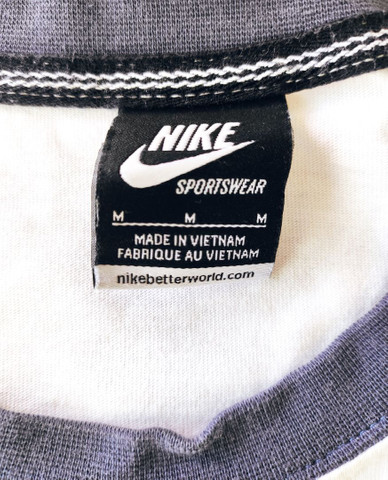 NIKE
SPORTSWEAR
M M M
MADE IN VIETNAM
FABRIQUE AU VIETNAM
nikebetterworld.com